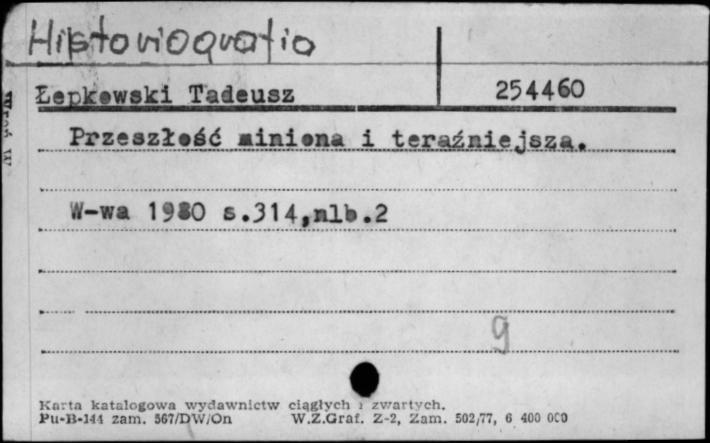 Historiografia
Łepkowski Tadeusz 254460
Przeszłość miniona i teraźniejsza.
W-wa 1980 s.314,nlb.2
9
Karta katalogowa wydawnictw ciągłych i zwartych.
Pu-B-144 zam. 567/DW/On W.Z.Graf. Z-2, Zam. 502/77, 6 400 000